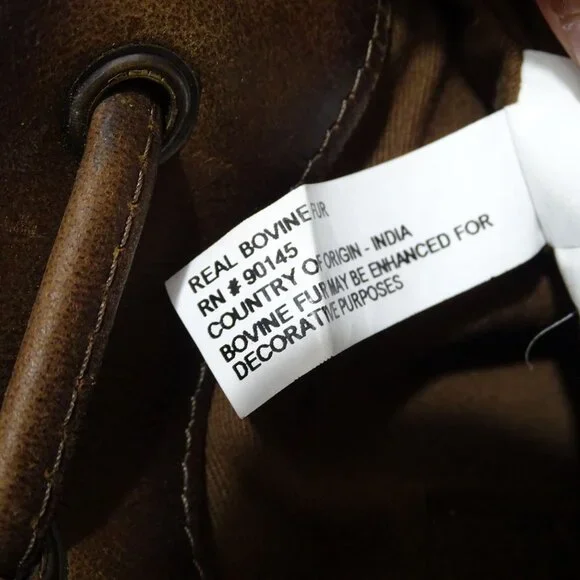 REAL BOVINE FUR
RN # 90145
COUNTRY OF ORIGIN - INDIA
BOVINE FUR MAY BE ENHANCED FOR
DECORATIVE PURPOSES